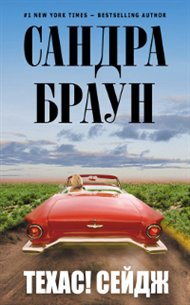 #1 NEW YORK TIMES – BESTSELLING AUTHOR
САНДРА
БРАУН
ТЕХАС! СЕЙДЖ